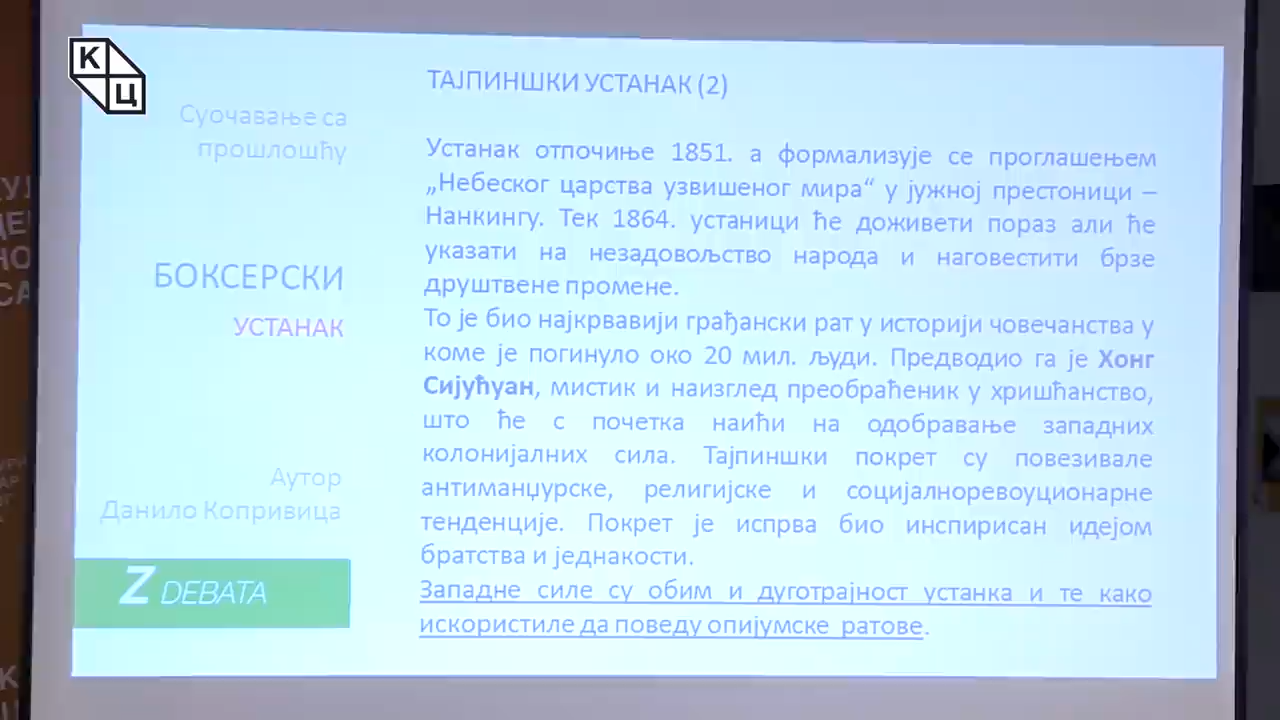 К
Ц
Суочавање са
прошлошћу
БОКСЕРСКИ
УСТАНАК
Аутор
Данило Копривица
Z DEBATA
ТАЈПИНШКИ УСТАНАК (2)
Устанак отпочиње 1851. а формализује се проглашењем
„Небеског царства узвишеног мира“ у јужној престоници –
Нанкингу. Тек 1864. устаници ће доживети пораз али ће
указати на незадовољство народа и наговестити брзе
друштвене промене.
То је био најкрвавији грађански рат у историји човечанства у
коме је погинуло око 20 мил. људи. Предводио га је Хонг
Сијућуан, мистик и наизглед преобраћеник у хришћанство,
што ће с почетка наићи на одобравање западних
колонијалних сила. Тајпиншки покрет су повезивале
антиманџурске, религијске и социјалноревоуционарне
тенденције. Покрет је испрва био инспирисан идејом
братства и једнакости.
Западне силе су обим и дуготрајност устанка и те како
искористиле да поведу опијумске ратове.